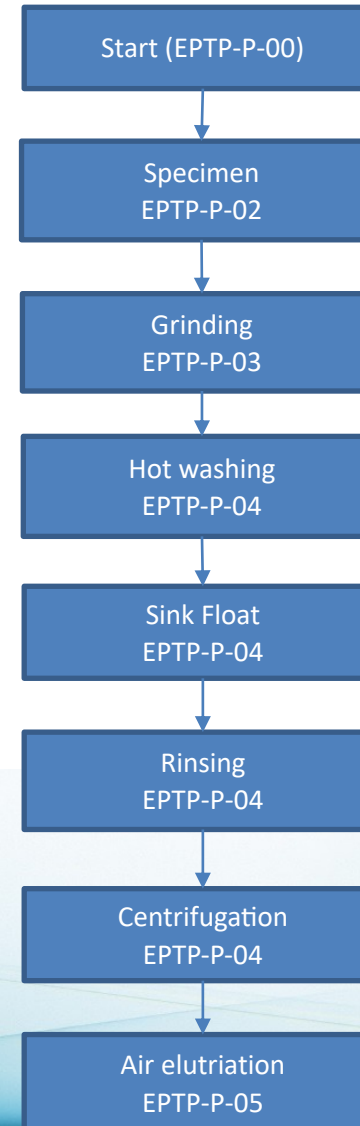 Start (EPTP-P-00)
Specimen
EPTP-P-02
Grinding
EPTP-P-03
Hot washing
EPTP-P-04
Sink Float
EPTP-P-04
Rinsing
EPTP-P-04
Centrifugation
EPTP-P-04
Air elutriation
EPTP-P-05